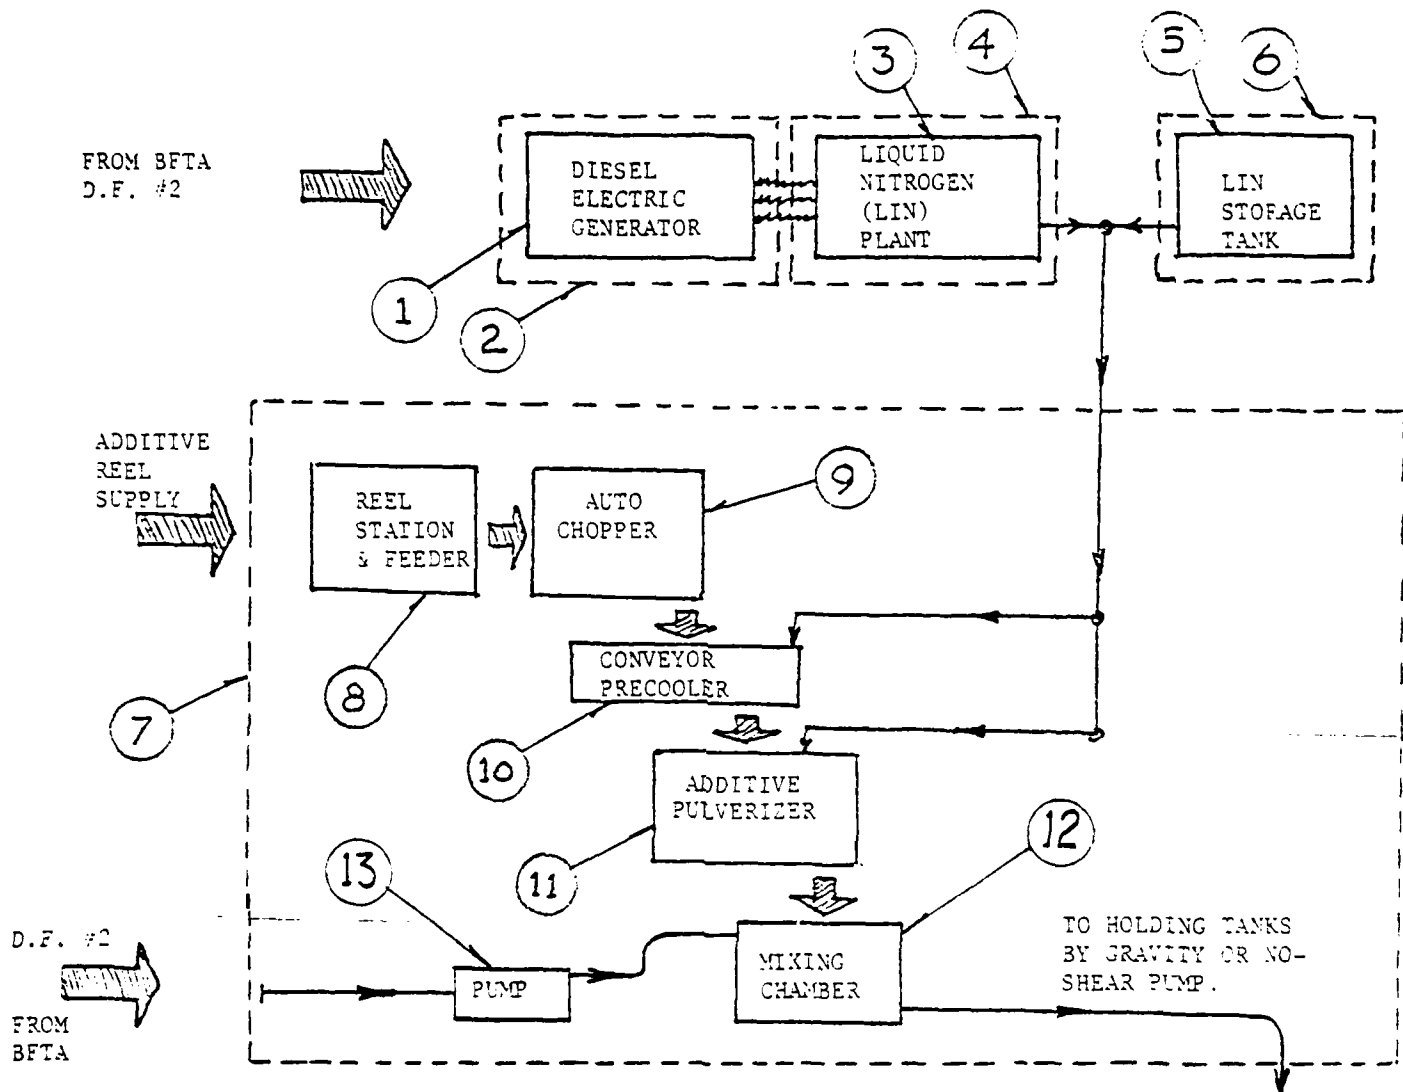 3
4
5
6
FROM BFTA
D.F. #2
DIESEL
ELECTRIC
GENERATOR
LIQUID
NITROGEN
(LIN)
PLANT
LIN
STOFAGE
TANK
1
2
ADDITIVE
REEL
SUPPLY
REEL
STATION
& FEEDER
AUTO
CHOPPER
9
CONVEYOR
PRECOOLER
8
7
10
ADDITIVE
PULVERIZER
11
12
13
D.F. #2
FROM
BFTA
PUMP
MIXING
CHAMBER
TO HOLDING TANKS
BY GRAVITY OR NO-
SHEAR PUMP.